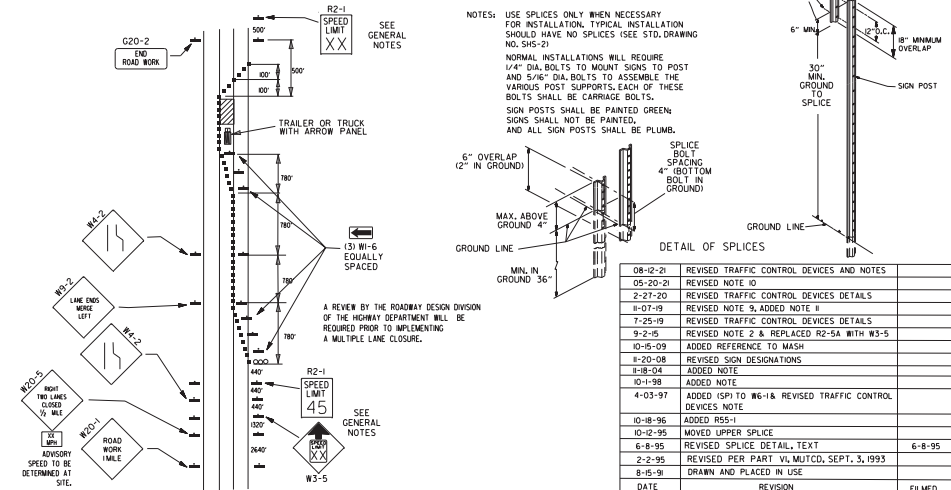 R2-1
SPEED
LIMIT
XX
500'
SEE
GENERAL
NOTES
G20-2
END
ROAD WORK
500'
100'
100'
TRAILER OR TRUCK
WITH ARROW PANEL
780'
780'
(3) W1-6
EQUALLY
SPACED
780'
780'
W4-2
W9-2
LANE ENDS
MERGE
LEFT
W4-2
A REVIEW BY THE ROADWAY DESIGN DIVISION
OF THE HIGHWAY DEPARTMENT WILL BE
REQUIRED PRIOR TO IMPLEMENTING
A MULTIPLE LANE CLOSURE.
440'
440'
440'
1320'
2640'
R2-1
SPEED
LIMIT
45
SEE
GENERAL
NOTES
SPEED
LIMIT
XX
W3-5
W20-5
RIGHT
TWO LANES
CLOSED
1/2 MILE
XX
MPH
ADVISORY
SPEED TO BE
DETERMINED AT
SITE.
W20-1
ROAD
WORK
1 MILE
NOTES: USE SPLICES ONLY WHEN NECESSARY
FOR INSTALLATION. TYPICAL INSTALLATION
SHOULD HAVE NO SPLICES (SEE STD. DRAWING
NO. SHS-2)
NORMAL INSTALLATIONS WILL REQUIRE
1/4" DIA. BOLTS TO MOUNT SIGNS TO POST
AND 5/16" DIA. BOLTS TO ASSEMBLE THE
VARIOUS POST SUPPORTS. EACH OF THESE
BOLTS SHALL BE CARRIAGE BOLTS.
SIGN POSTS SHALL BE PAINTED GREEN;
SIGNS SHALL NOT BE PAINTED,
AND ALL SIGN POSTS SHALL BE PLUMB.
6" MIN.
12" O.C.
18" MINIMUM
OVERLAP
30"
MIN.
GROUND
TO
SPLICE
SIGN POST
GROUND LINE
6" OVERLAP
(2" IN GROUND)
SPLICE
BOLT
SPACING
4" (BOTTOM
BOLT IN
GROUND)
MAX. ABOVE
GROUND 4"
GROUND LINE
MIN. IN
GROUND 36"
DETAIL OF SPLICES
08-12-21 REVISED TRAFFIC CONTROL DEVICES AND NOTES
05-20-21 REVISED NOTE 10
2-27-20 REVISED TRAFFIC CONTROL DEVICES DETAILS
11-07-19 REVISED NOTE 9, ADDED NOTE 11
7-25-19 REVISED TRAFFIC CONTROL DEVICES DETAILS
9-2-15 REVISED NOTE 2 & REPLACED R2-5A WITH W3-5
10-15-09 ADDED REFERENCE TO MASH
11-20-08 REVISED SIGN DESIGNATIONS
11-18-04 ADDED NOTE
10-1-98 ADDED NOTE
4-03-97 ADDED (SP) TO W6-1 & REVISED TRAFFIC CONTROL
DEVICES NOTE
10-18-96 ADDED R55-1
10-12-95 MOVED UPPER SPLICE
6-8-95 REVISED SPLICE DETAIL, TEXT 6-8-95
2-2-95 REVISED PER PART VI, MUTCD, SEPT. 3, 1993
8-15-91 DRAWN AND PLACED IN USE
DATE REVISION FILMED